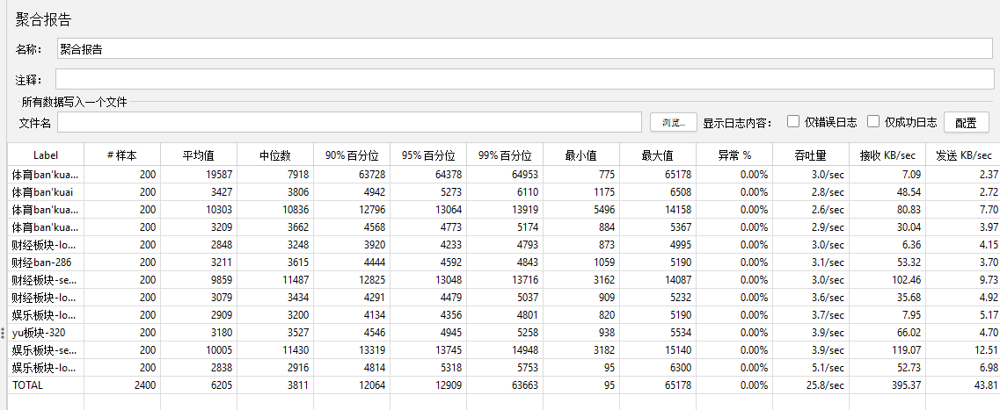 聚合报告
名称： 聚合报告
注释：
所有数据写入一个文件
文件名 浏览... 显示日志内容： 仅错误日志 仅成功日志 配置
Label # 样本 平均值 中位数 90% 百分位 95% 百分位 99% 百分位 最小值 最大值 异常 % 吞吐量 接收 KB/sec 发送 KB/sec
体育ban'kua... 200 19587 7918 63728 64378 64953 775 65178 0.00% 3.0/sec 7.09 2.37
体育ban'kuai 200 3427 3806 4942 5273 6110 1175 6508 0.00% 2.8/sec 48.54 2.72
体育ban'kua... 200 10303 10836 12796 13064 13919 5496 14158 0.00% 2.6/sec 80.83 7.70
体育ban'kua... 200 3209 3662 4568 4773 5174 884 5367 0.00% 2.9/sec 30.04 3.97
财经板块-lo... 200 2848 3248 3920 4233 4793 873 4995 0.00% 3.0/sec 6.36 4.15
财经ban-286 200 3211 3615 4444 4592 4843 1059 5190 0.00% 3.1/sec 53.32 3.70
财经板块-se... 200 9859 11487 12825 13048 13716 3162 14087 0.00% 3.0/sec 102.46 9.73
财经板块-lo... 200 3079 3434 4291 4479 5037 909 5232 0.00% 3.6/sec 35.68 4.92
娱乐板块-lo... 200 2909 3200 4134 4356 4801 820 5190 0.00% 3.7/sec 7.95 5.17
yu板块-320 200 3180 3527 4546 4945 5258 938 5534 0.00% 3.9/sec 66.02 4.70
娱乐板块-se... 200 10005 11430 13319 13745 14948 3182 15140 0.00% 3.9/sec 119.07 12.51
娱乐板块-lo... 200 2838 2916 4814 5318 5753 95 6300 0.00% 5.1/sec 52.73 6.98
TOTAL 2400 6205 3811 12064 12909 63663 95 65178 0.00% 25.8/sec 395.37 43.81